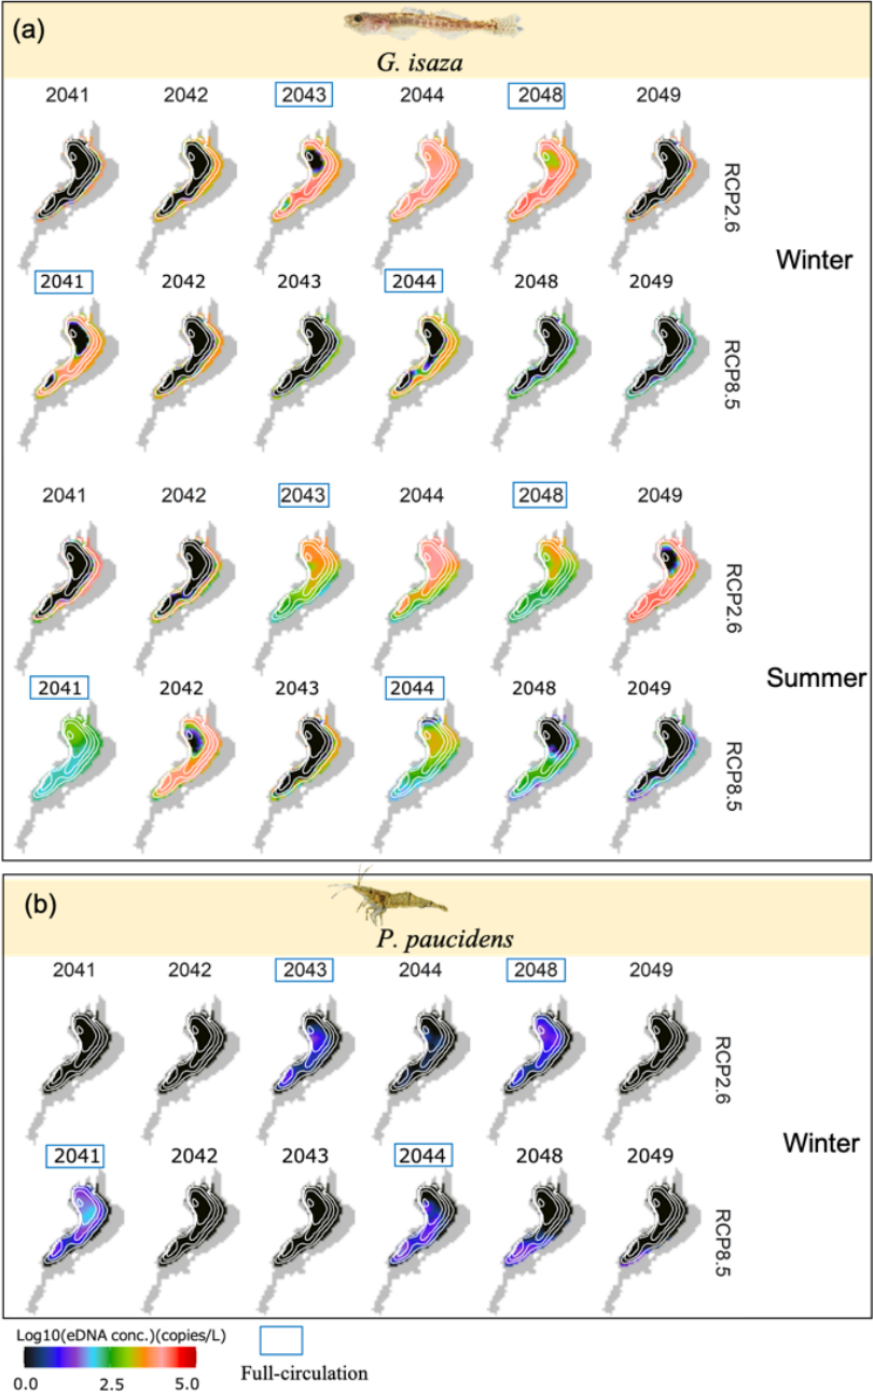 (a)
G. isaza
2041 2042 2043 2044 2048 2049
RCP2.6
Winter
2041 2042 2043 2044 2048 2049
RCP8.5
2041 2042 2043 2044 2048 2049
RCP2.6
Summer
2041 2042 2043 2044 2048 2049
RCP8.5
(b)
P. paucidens
2041 2042 2043 2044 2048 2049
RCP2.6
Winter
2041 2042 2043 2044 2048 2049
RCP8.5
Log10(eDNA conc.)(copies/L)
0.0 2.5 5.0
Full-circulation